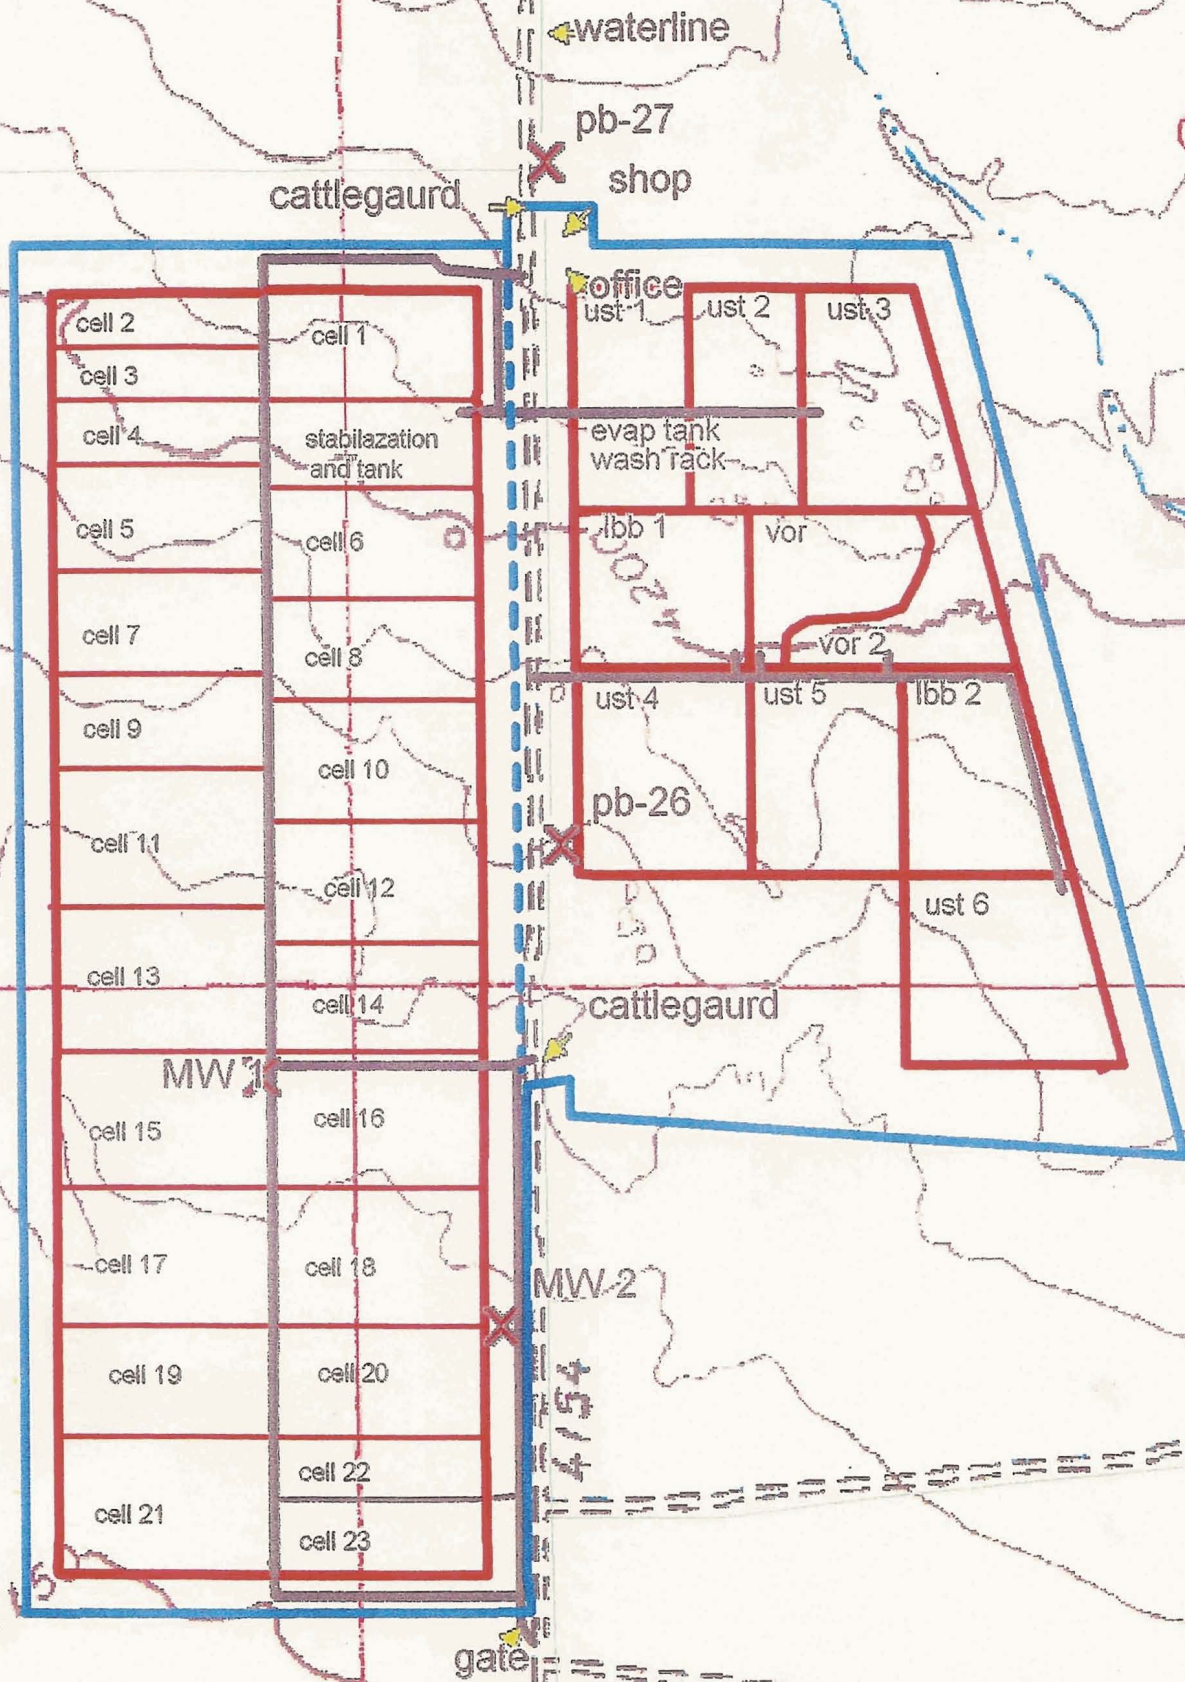 waterline
pb-27
shop
cattlegaurd
office
cell 2
cell 1
ust 1
ust 2
ust 3
cell 3
cell 4
stabilazation
and tank
evap tank
wash rack
cell 5
cell 6
lbb 1
vor
cell 7
cell 8
vor 2
ust 4
ust 5
lbb 2
cell 9
cell 10
pb-26
cell 11
cell 12
ust 6
cell 13
cell 14
cattlegaurd
MW 1
cell 15
cell 16
cell 17
cell 18
MW 2
cell 19
cell 20
4154
cell 22
cell 21
cell 23
5
gate